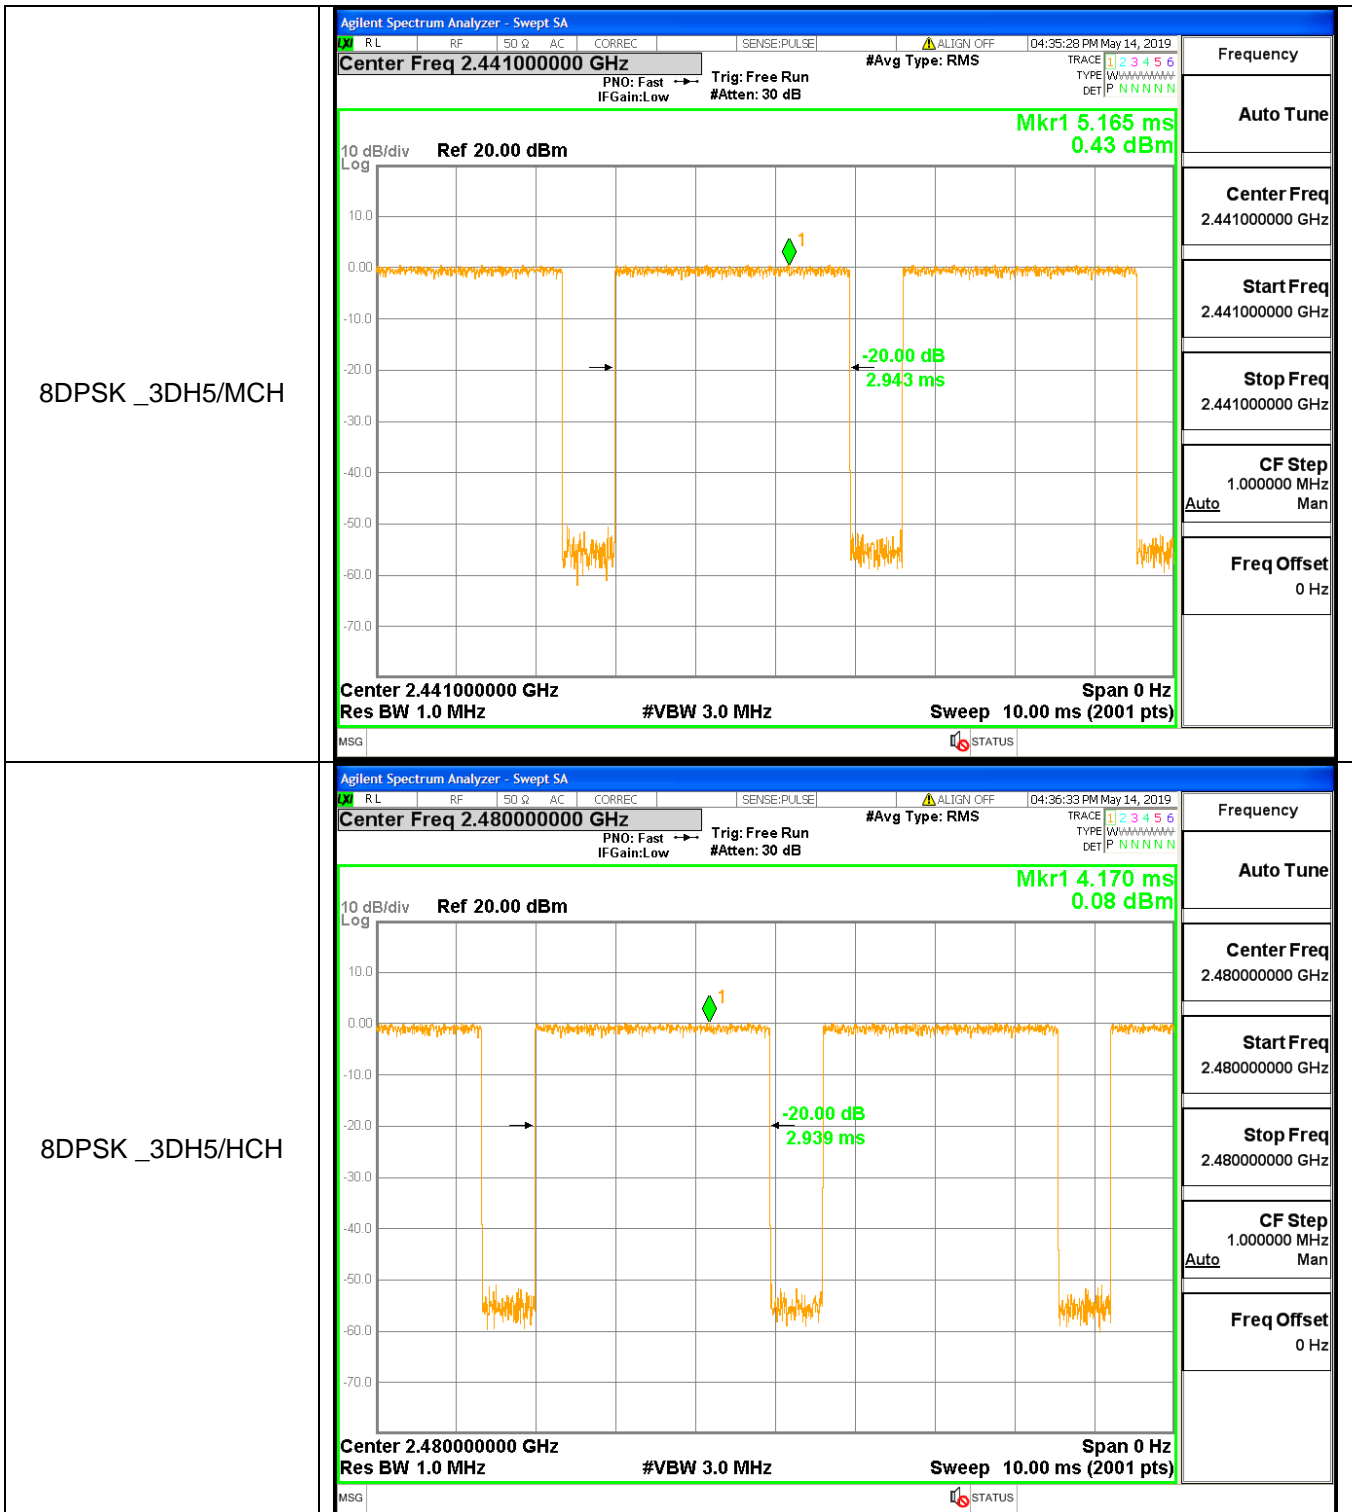 8DPSK _3DH5/MCH
Agilent Spectrum Analyzer - Swept SA
LXI RL RF 50 Ω AC CORREC SENSE:PULSE ALIGN OFF 04:35:28 PM May 14, 2019
Center Freq 2.441000000 GHz #Avg Type: RMS TRACE 1 2 3 4 5 6
PNO: Fast Trig: Free Run TYPE
IFGain:Low #Atten: 30 dB DET P N N N N N
Mkr1 5.165 ms
10 dB/div Ref 20.00 dBm 0.43 dBm
Log
10.0
1
0.00
-10.0
-20.00 dB
-20.0
2.943 ms
-30.0
-40.0
-50.0
-60.0
-70.0
Center 2.441000000 GHz Span 0 Hz
Res BW 1.0 MHz #VBW 3.0 MHz Sweep 10.00 ms (2001 pts)
MSG STATUS
Frequency
Auto Tune
Center Freq
2.441000000 GHz
Start Freq
2.441000000 GHz
Stop Freq
2.441000000 GHz
CF Step
1.000000 MHz
Auto Man
Freq Offset
0 Hz
8DPSK _3DH5/HCH
Agilent Spectrum Analyzer - Swept SA
LXI RL RF 50 Ω AC CORREC SENSE:PULSE ALIGN OFF 04:36:33 PM May 14, 2019
Center Freq 2.480000000 GHz #Avg Type: RMS TRACE 1 2 3 4 5 6
PNO: Fast Trig: Free Run TYPE
IFGain:Low #Atten: 30 dB DET P N N N N N
Mkr1 4.170 ms
10 dB/div Ref 20.00 dBm 0.08 dBm
Log
10.0
1
0.00
-10.0
-20.00 dB
-20.0
2.939 ms
-30.0
-40.0
-50.0
-60.0
-70.0
Center 2.480000000 GHz Span 0 Hz
Res BW 1.0 MHz #VBW 3.0 MHz Sweep 10.00 ms (2001 pts)
MSG STATUS
Frequency
Auto Tune
Center Freq
2.480000000 GHz
Start Freq
2.480000000 GHz
Stop Freq
2.480000000 GHz
CF Step
1.000000 MHz
Auto Man
Freq Offset
0 Hz